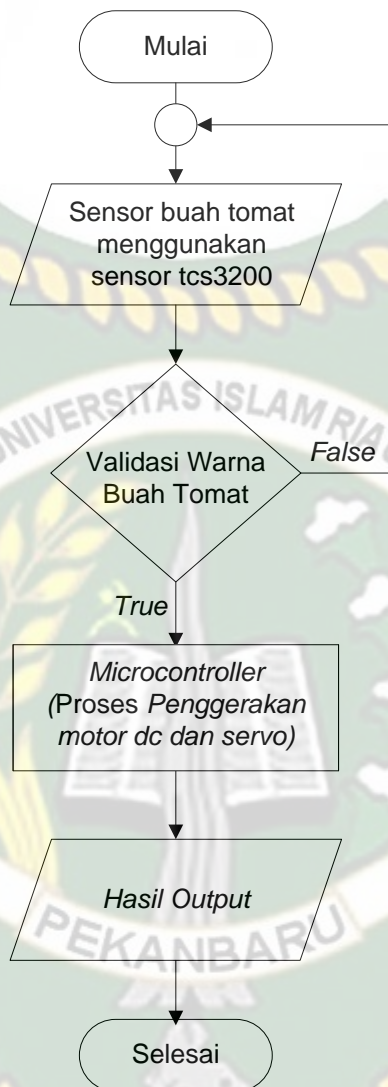 Mulai
Sensor buah tomat
menggunakan
sensor tcs3200
UNIVERSITAS ISLAM RIAU
Validasi Warna
Buah Tomat
False
True
Microcontroller
(Proses Penggerakan
motor dc dan servo)
Hasil Output
PEKANBARU
Selesai